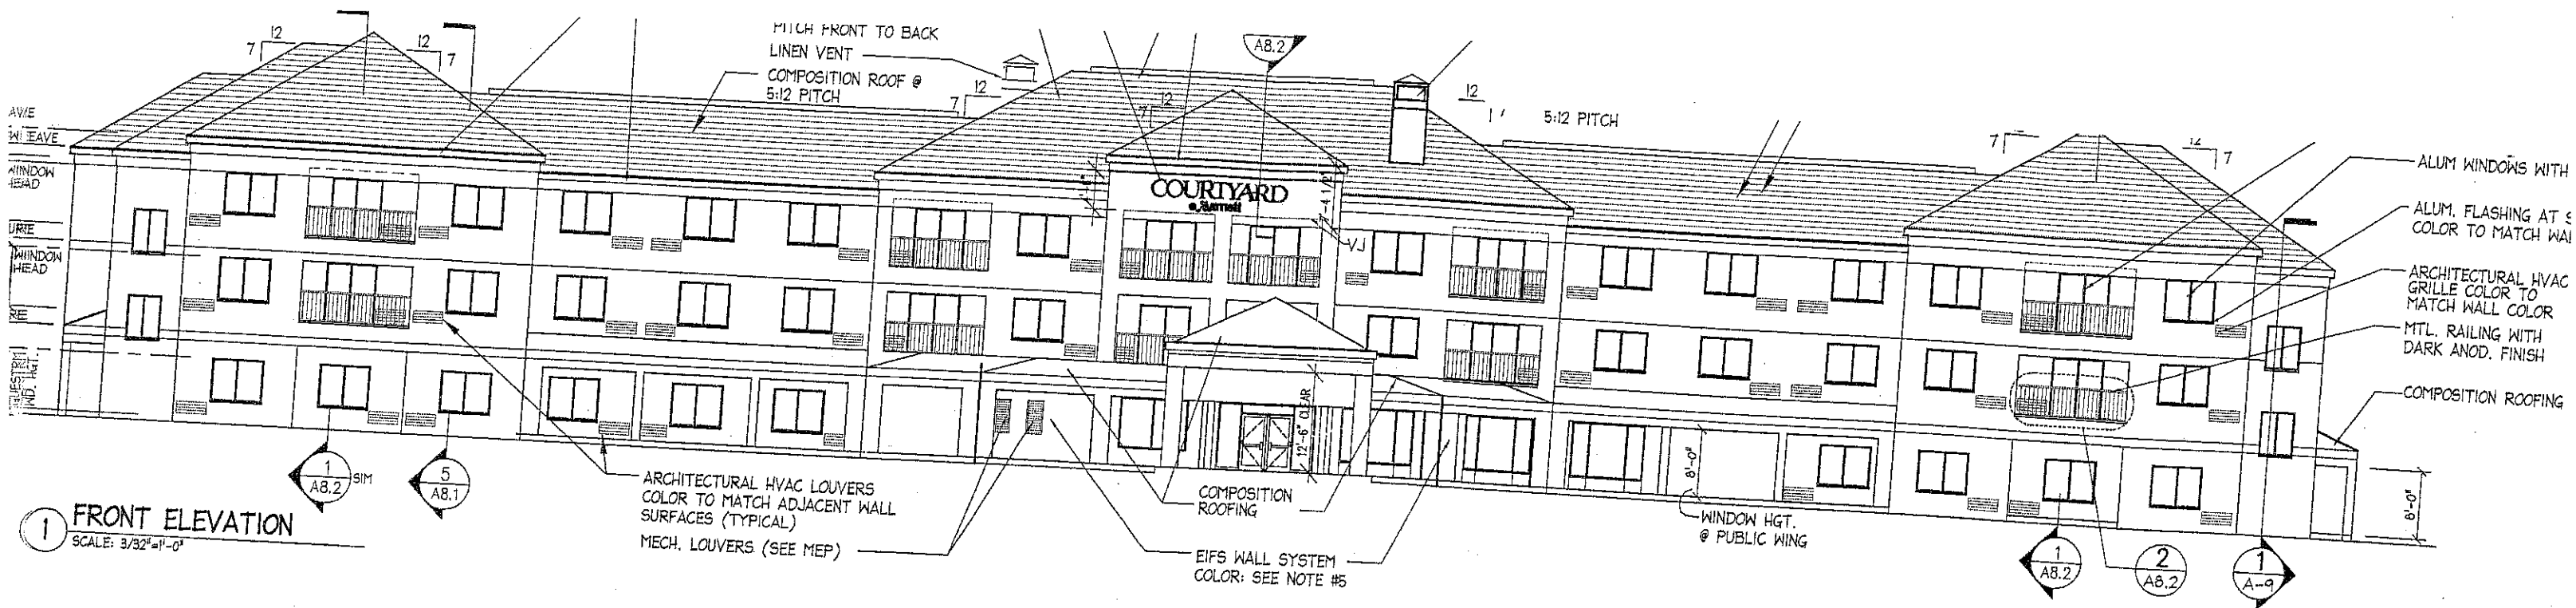 12
7
12
7
PITCH FRONT TO BACK
LINEN VENT
COMPOSITION ROOF @
5:12 PITCH
12
7
12
7
A8.2
12
5:12 PITCH
7
12
7
EAVE
WINDOW
HEAD
WINDOW
HEAD
COURTYARD
VJ
12'-6" CLEAR
ALUM WINDOWS WITH
ALUM. FLASHING AT S
COLOR TO MATCH WAL
ARCHITECTURAL HVAC
GRILLE COLOR TO
MATCH WALL COLOR
MTL. RAILING WITH
DARK ANOD. FINISH
COMPOSITION ROOFING
8'-0"
8'-0"
1
A8.2
SIM
5
A8.1
ARCHITECTURAL HVAC LOUVERS
COLOR TO MATCH ADJACENT WALL
SURFACES (TYPICAL)
MECH. LOUVERS (SEE MEP)
COMPOSITION
ROOFING
EIFS WALL SYSTEM
COLOR: SEE NOTE #5
WINDOW HGT.
@ PUBLIC WING
1
A8.2
2
A8.2
1
A-9
1
FRONT ELEVATION
SCALE: 3/32"=1'-0"